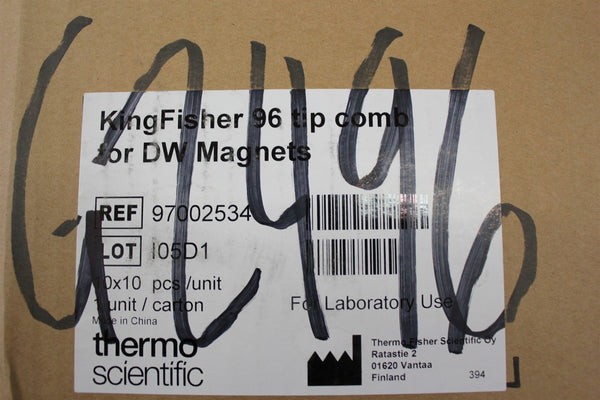 G2496
KingFisher 96 tip comb
for DW Magnets
REF 97002534
LOT I05D1
10x10 pcs/unit
1 unit / carton
For Laboratory Use
Made in China
thermo
scientific
Thermo Fisher Scientific Oy
Ratastie 2
01620 Vantaa
Finland
394